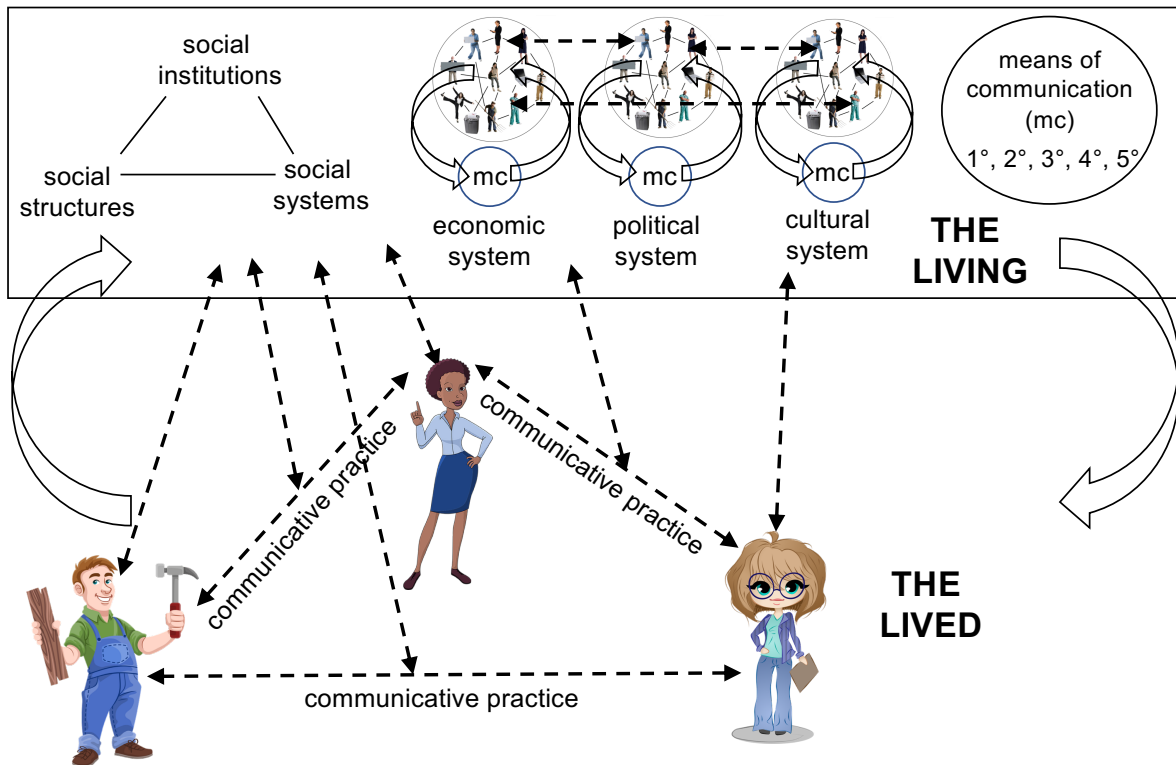 social
institutions
social
structures
social
systems
mc
mc
mc
economic
system
political
system
cultural
system
means of
communication
(mc)
1°, 2°, 3°, 4°, 5°
THE
LIVING
communicative practice
communicative practice
communicative practice
THE
LIVED